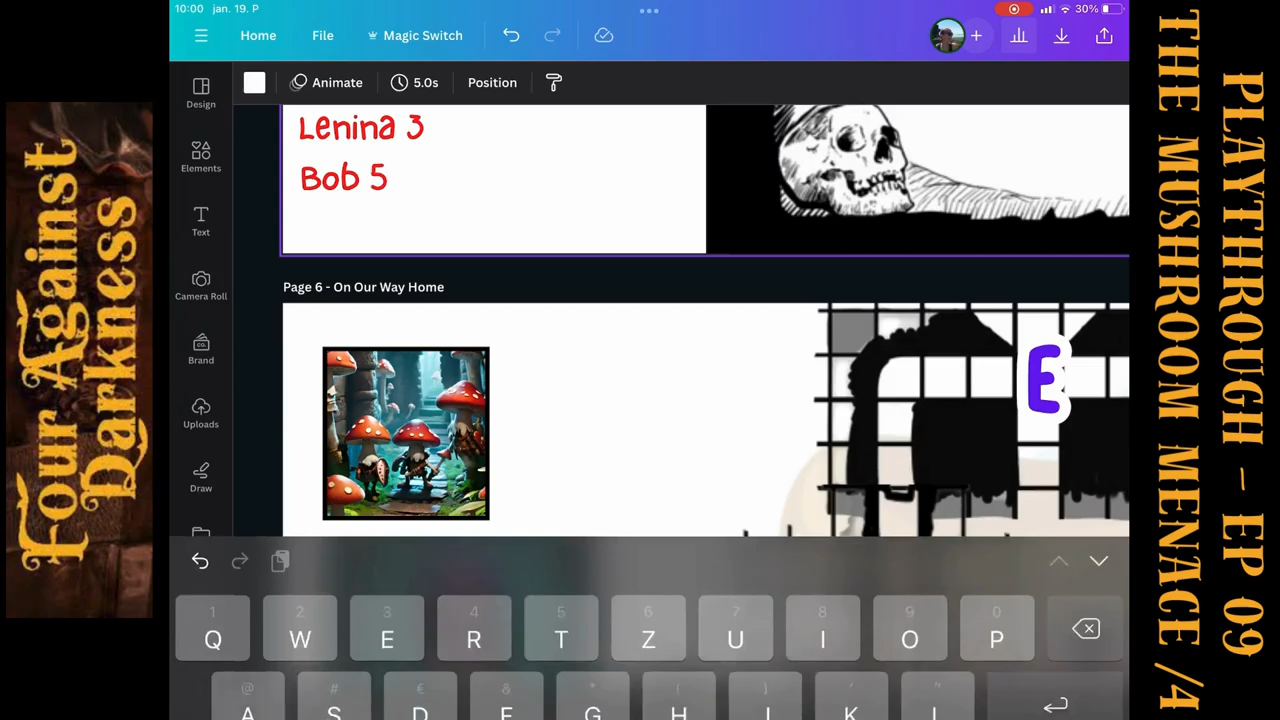 10:00 jan. 19. P
30%
Home
File
Magic Switch
Design
Animate
5.0s
Position
Elements
Text
Camera Roll
Brand
Uploads
Draw
Lenina 3
Bob 5
Page 6 - On Our Way Home
E
1 2 3 4 5 6 7 8 9 0
Q W E R T Z U I O P
@ # € & * ( ) ' "
A S D F G H J K L
Four Against
Darkness
PLAYTHROUGH – EP 09
THE MUSHROOM MENACE /4